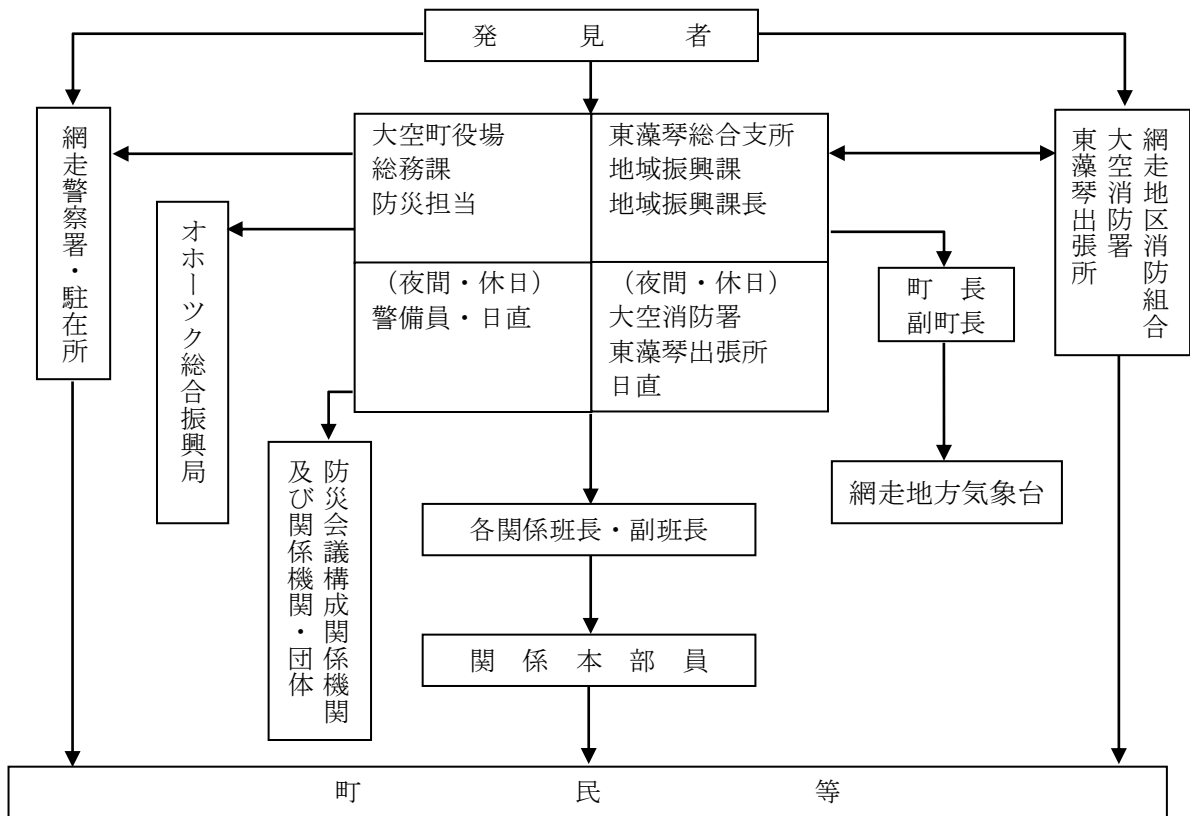 発　見　者
網走警察署・駐在所
オホーツク総合振興局
大空町役場
総務課
防災担当
東藻琴総合支所
地域振興課
地域振興課長
（夜間・休日）
警備員・日直
（夜間・休日）
大空消防署
東藻琴出張所
日直
網走地区消防組合
大空消防署
東藻琴出張所
町　長
副町長
網走地方気象台
防災会議構成関係機関
及び関係機関・団体
各関係班長・副班長
関　係　本　部　員
町　民　等